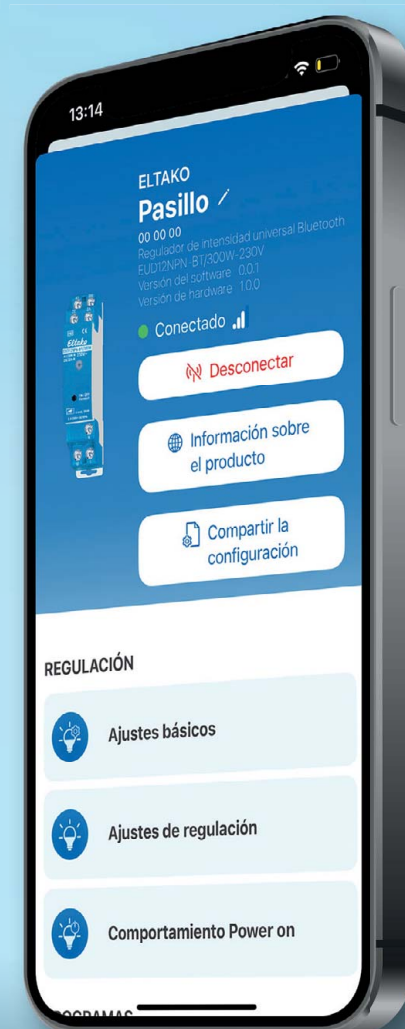 13:14
ELTAKO
Pasillo
00 00 00
Regulador de intensidad universal Bluetooth
EUD12NPN-BT/300W-230V
Versión del software 0.0.1
Versión de hardware 1.0.0
Conectado
Desconectar
Información sobre
el producto
Compartir la
configuración
Eltako
REGULACIÓN
Ajustes básicos
Ajustes de regulación
Comportamiento Power on